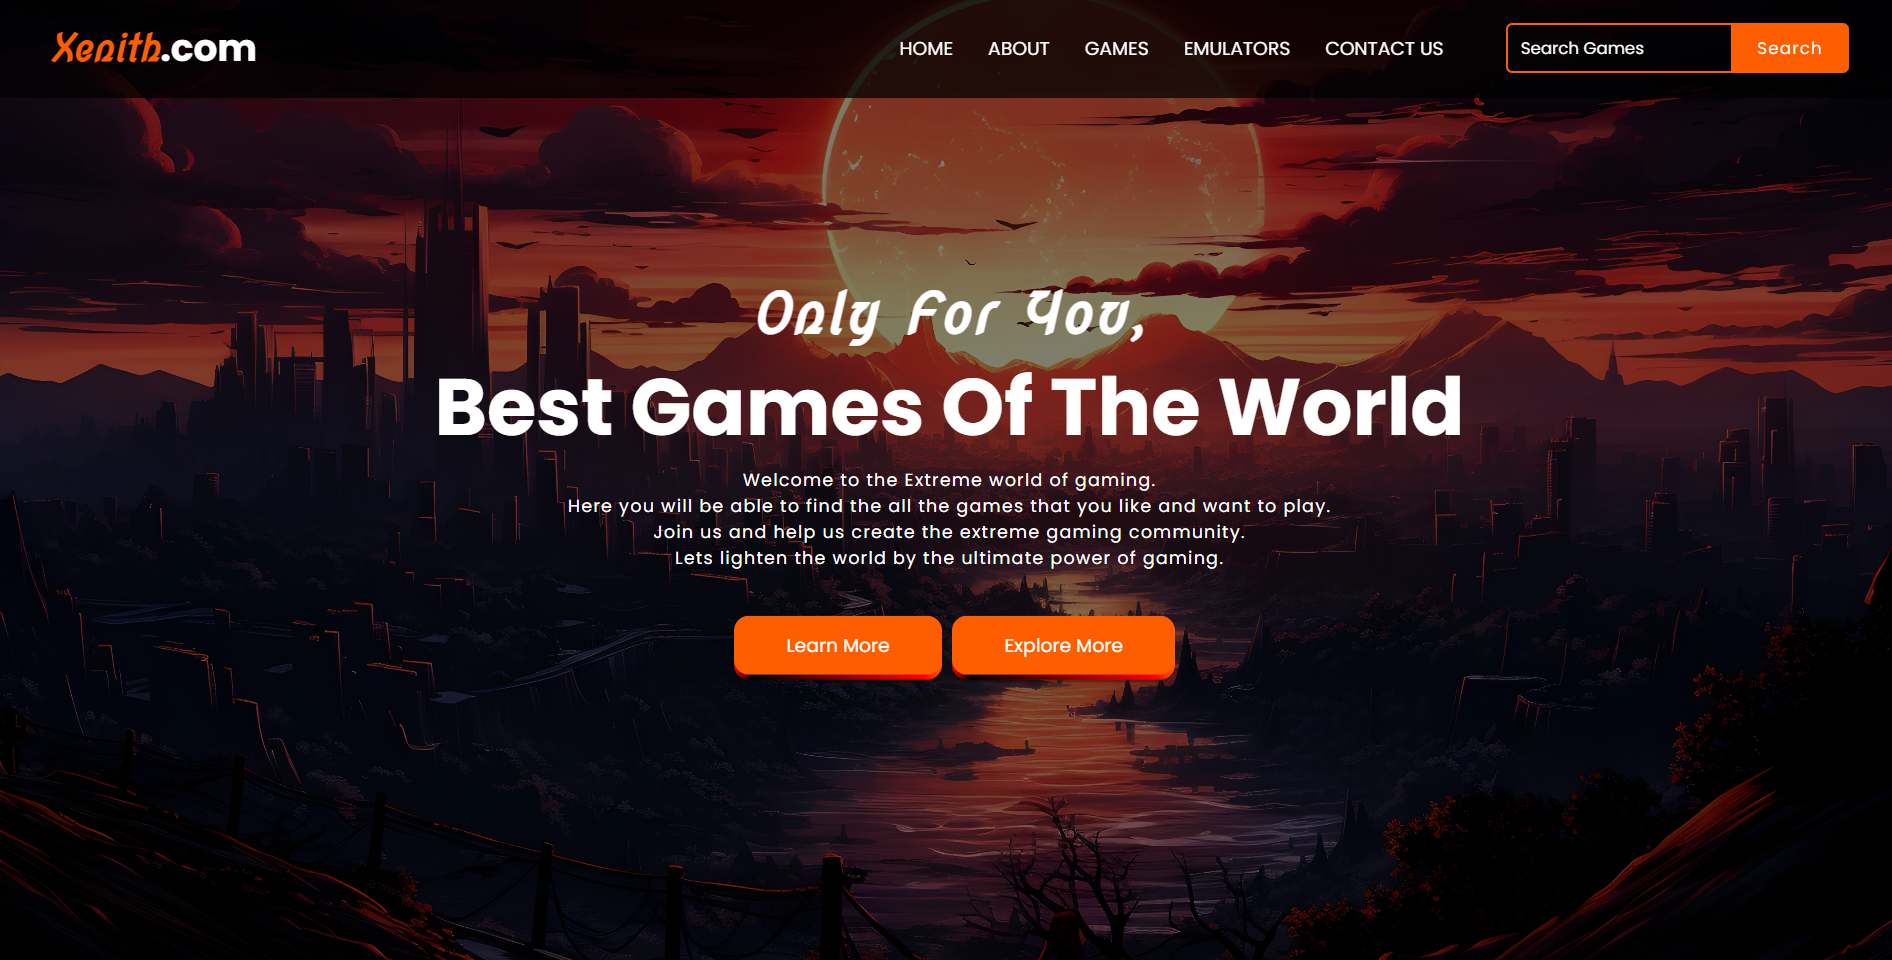 Xenith.com
HOME ABOUT GAMES EMULATORS CONTACT US
Search Games Search
Only For You,
Best Games Of The World
Welcome to the Extreme world of gaming.
Here you will be able to find the all the games that you like and want to play.
Join us and help us create the extreme gaming community.
Lets lighten the world by the ultimate power of gaming.
Learn More Explore More